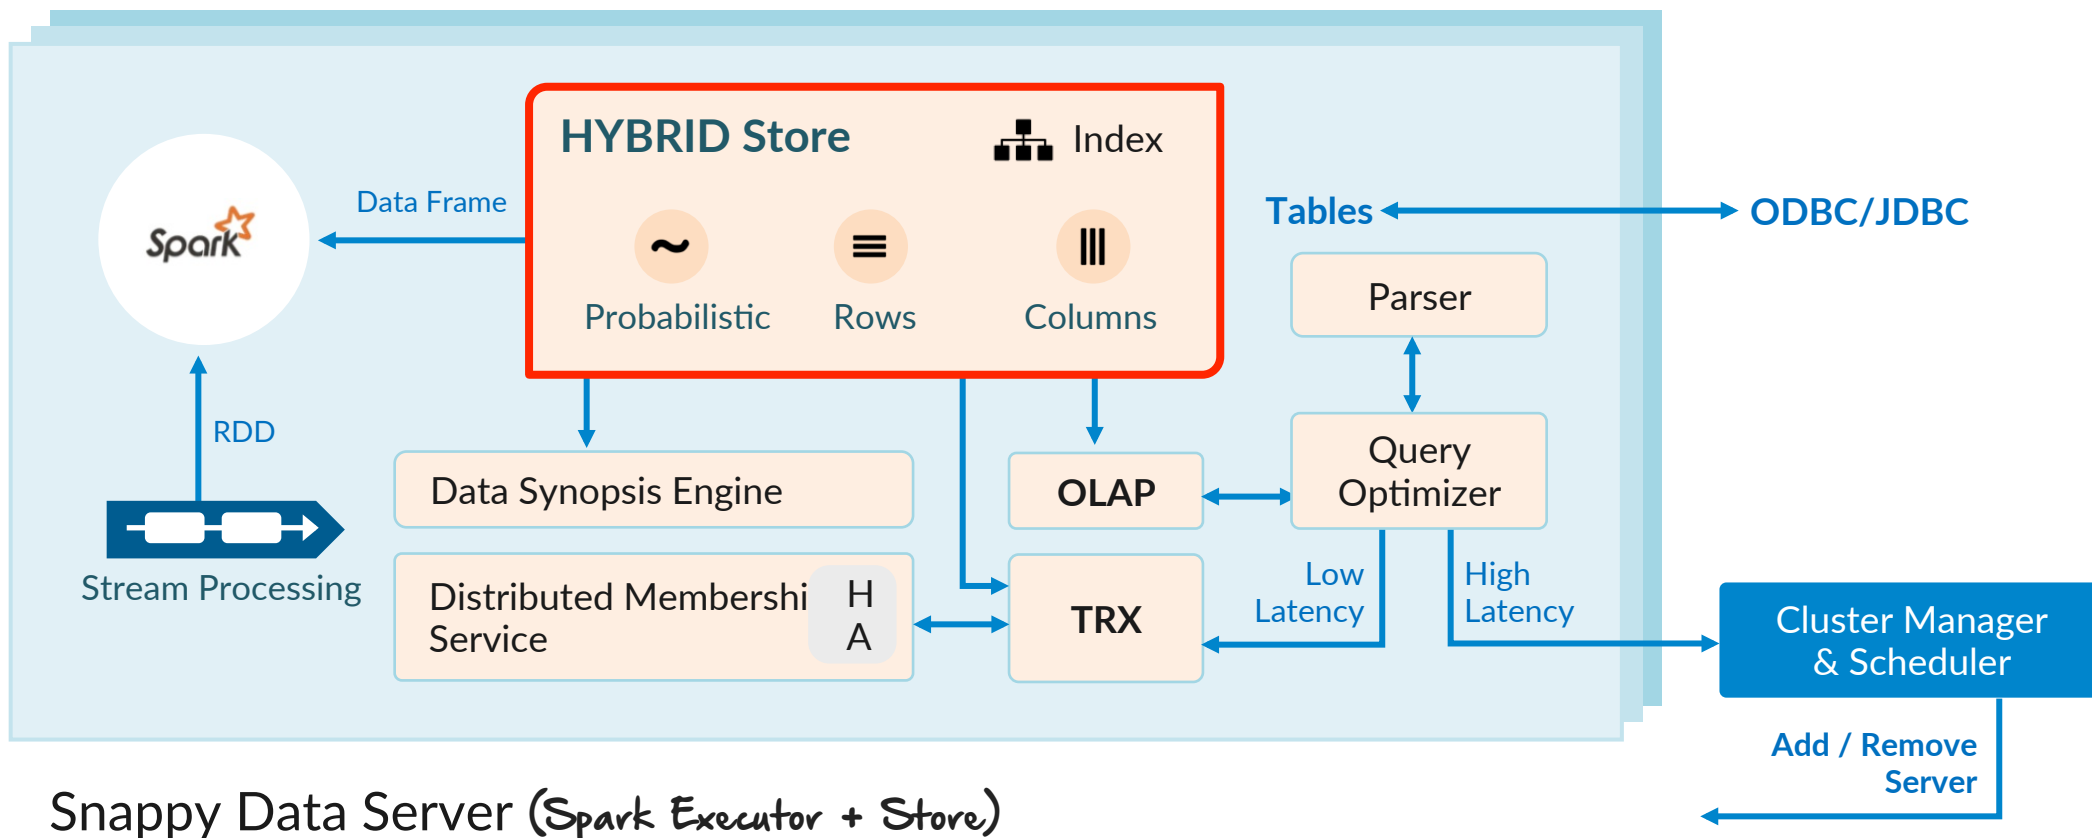 HYBRID Store
Index
Probabilistic
Rows
Columns
Spark
Data Frame
RDD
Stream Processing
Tables
ODBC/JDBC
Parser
Query
Optimizer
Data Synopsis Engine
OLAP
Distributed Membershi
Service
H
A
TRX
Low
Latency
High
Latency
Cluster Manager
& Scheduler
Add / Remove
Server
Snappy Data Server (Spark Executor + Store)